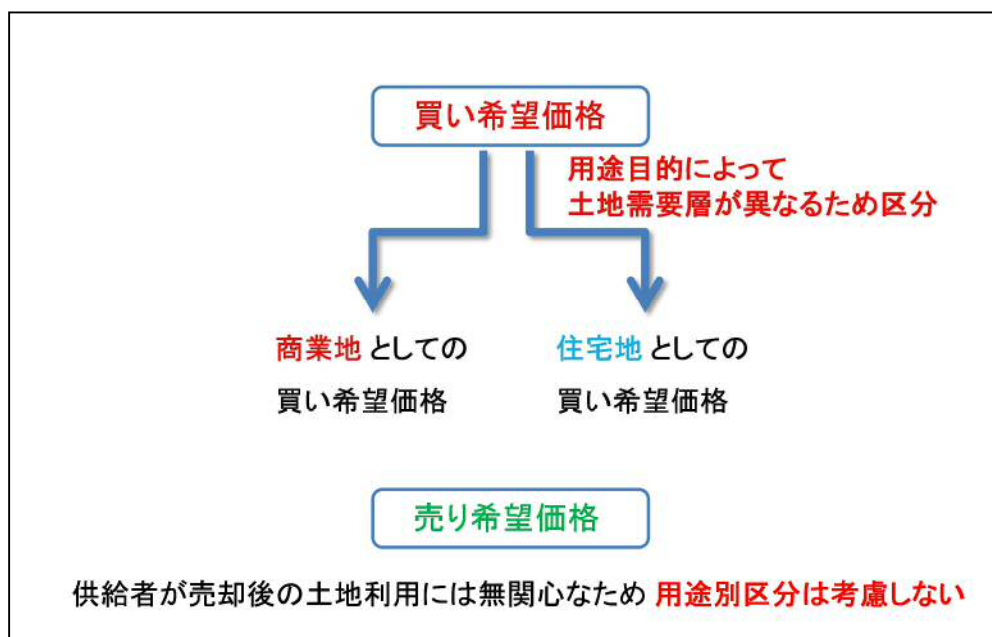 買い希望価格
用途目的によって
土地需要層が異なるため区分
商業地としての
買い希望価格
住宅地としての
買い希望価格
売り希望価格
供給者が売却後の土地利用には無関心なため 用途別区分は考慮しない